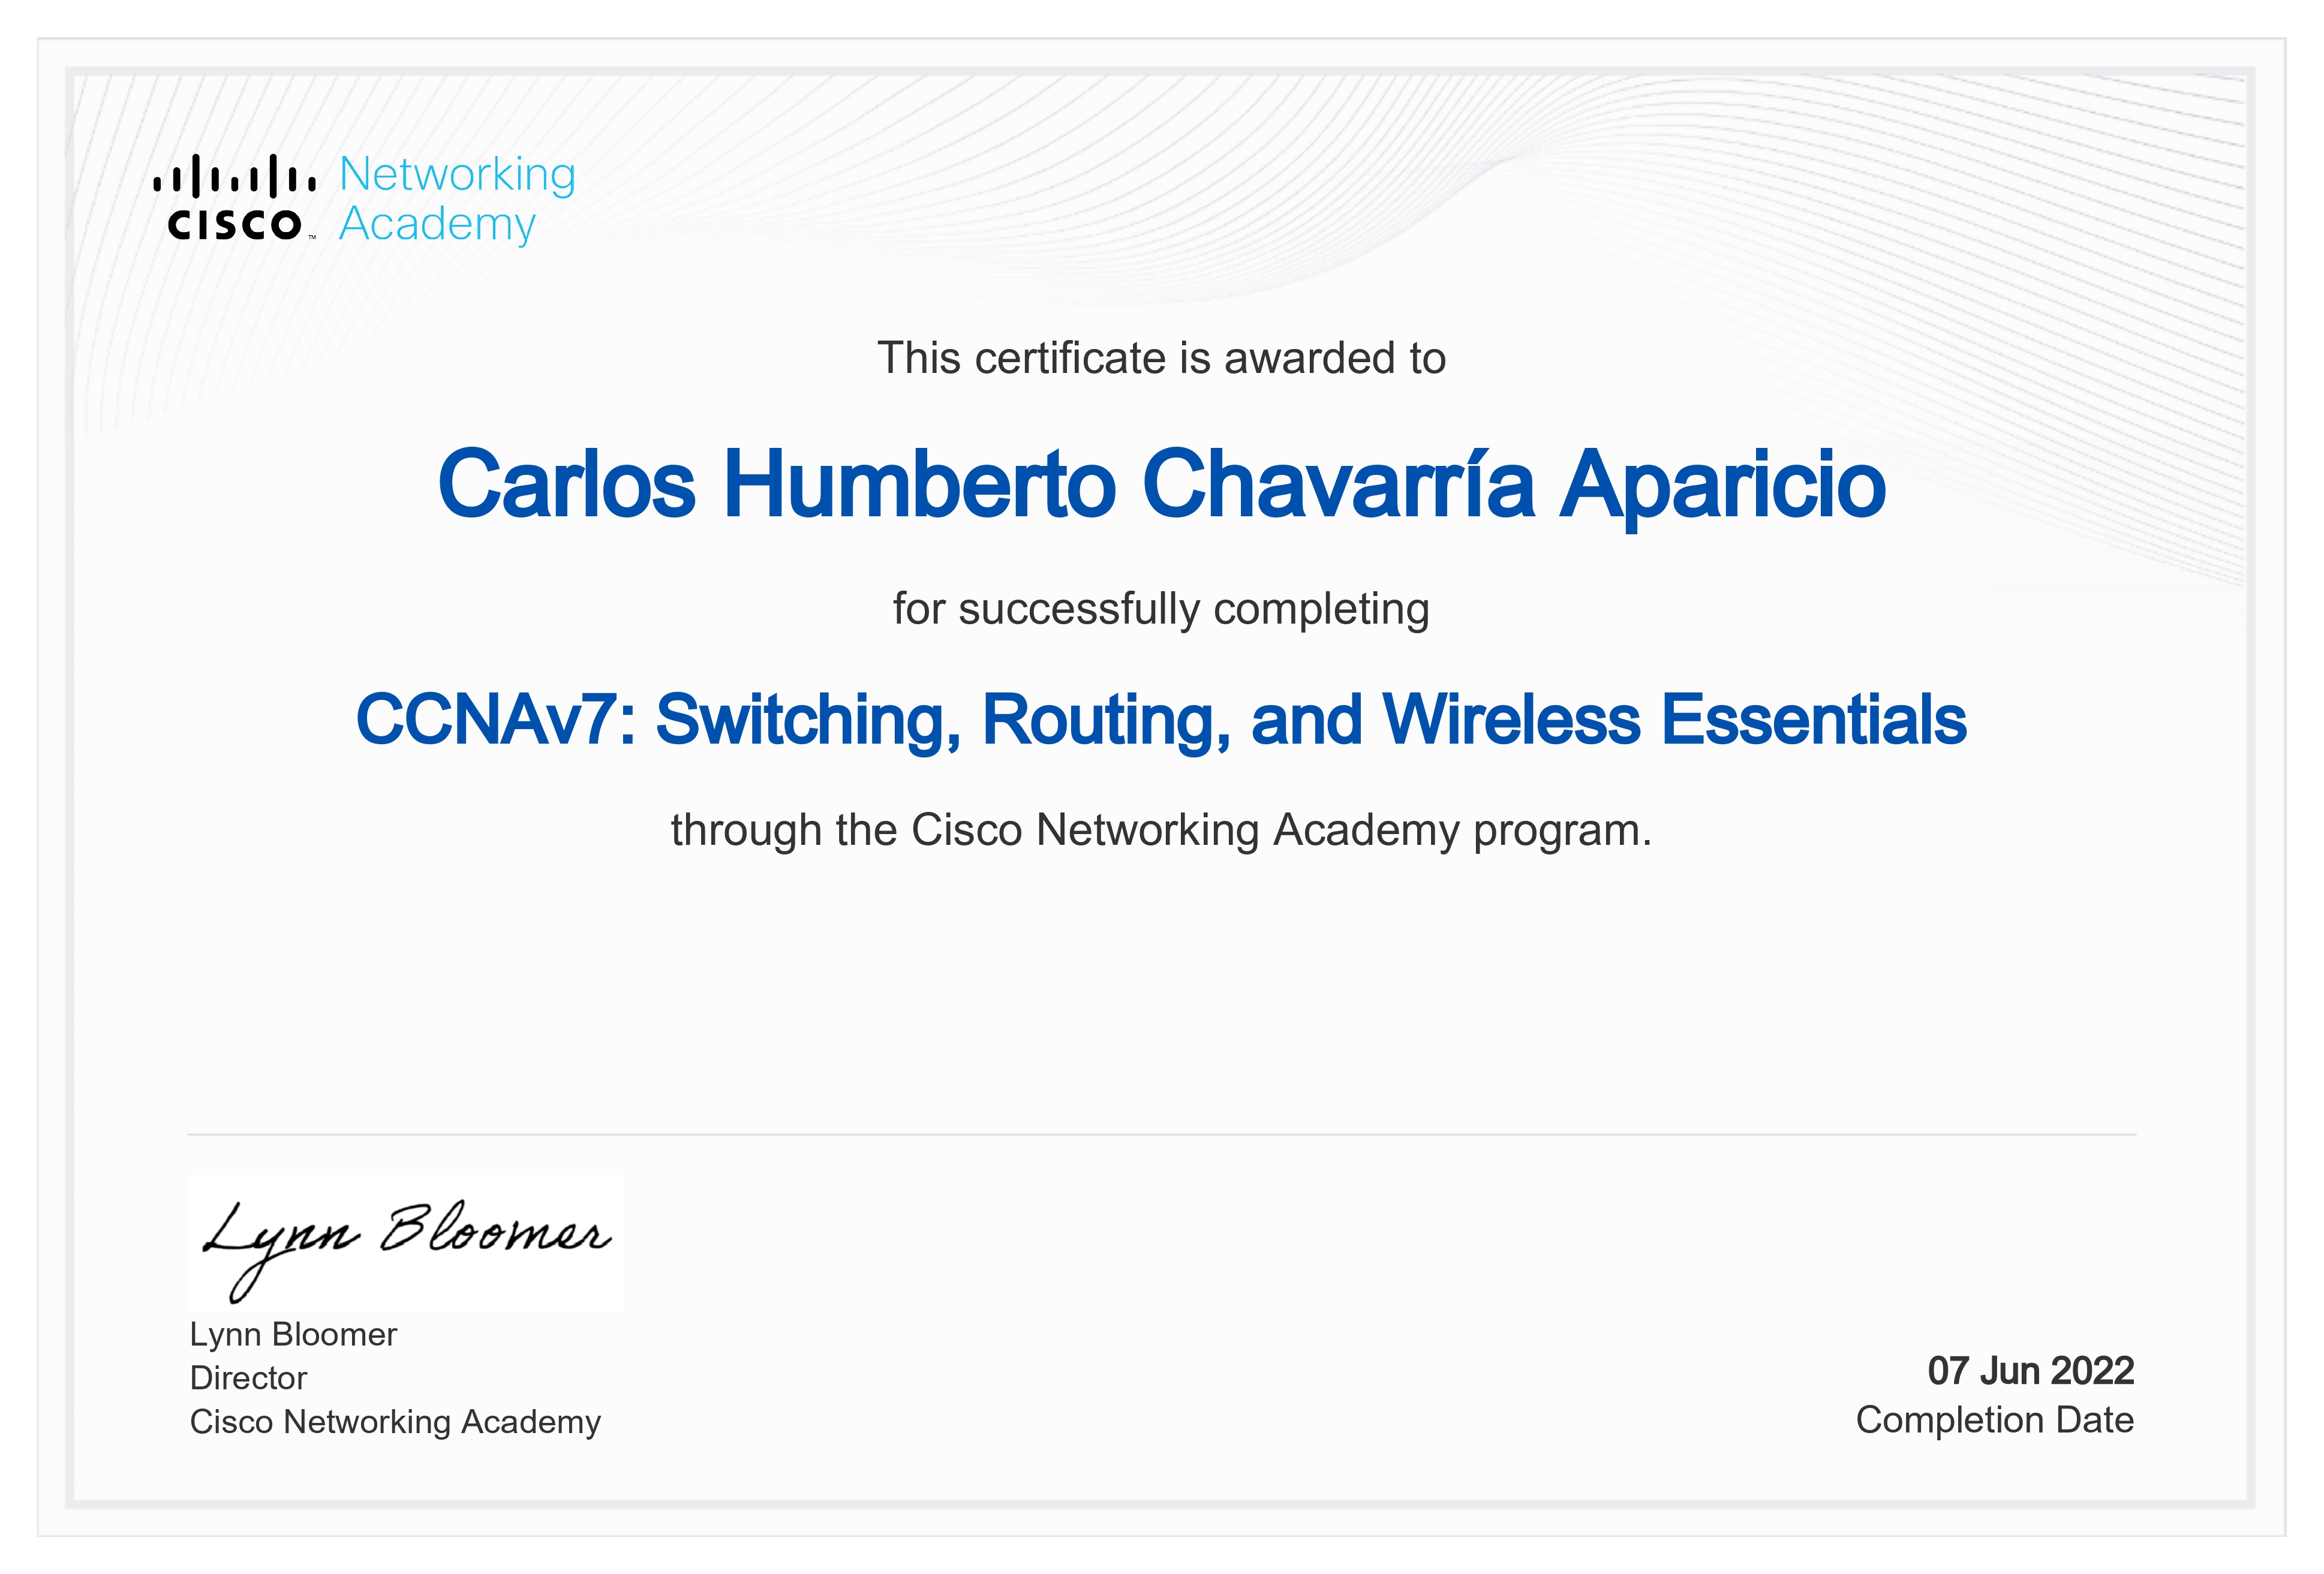 CISCO™ Networking
Academy
This certificate is awarded to
Carlos Humberto Chavarría Aparicio
for successfully completing
CCNAv7: Switching, Routing, and Wireless Essentials
through the Cisco Networking Academy program.
Lynn Bloomer
Lynn Bloomer
Director
Cisco Networking Academy
07 Jun 2022
Completion Date